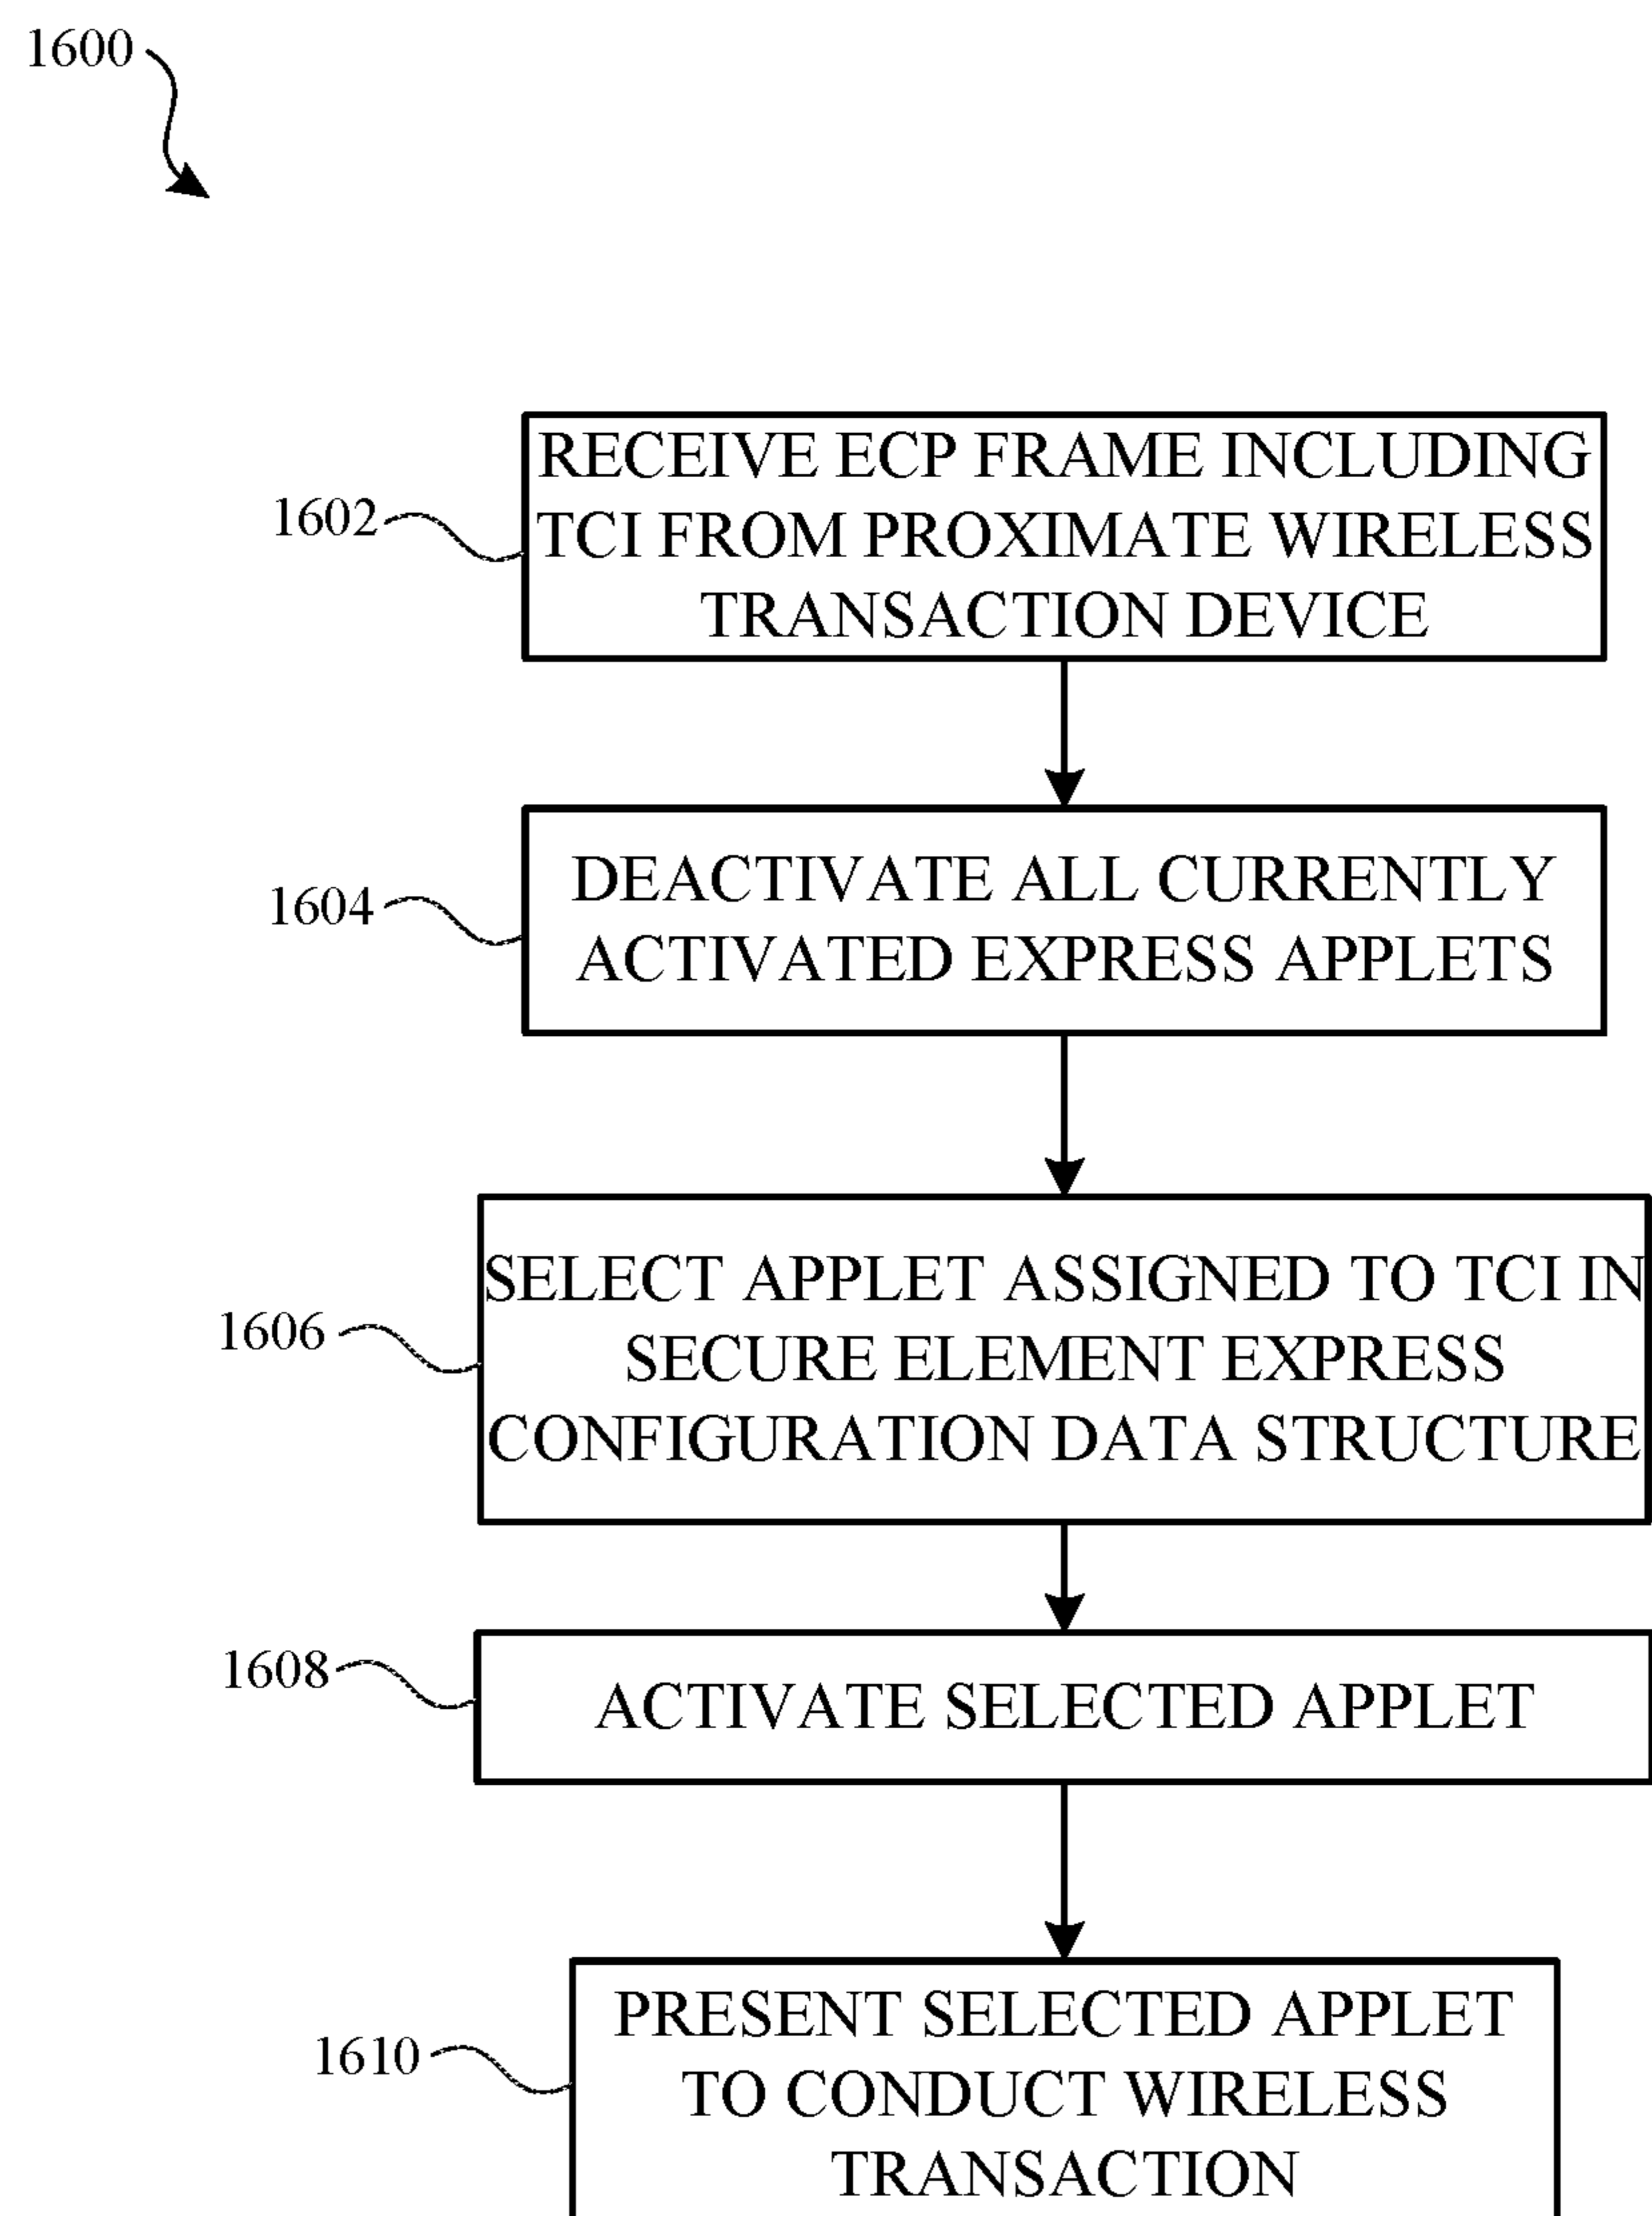 1600
1602
RECEIVE ECP FRAME INCLUDING
TCI FROM PROXIMATE WIRELESS
TRANSACTION DEVICE
1604
DEACTIVATE ALL CURRENTLY
ACTIVATED EXPRESS APPLETS
1606
SELECT APPLET ASSIGNED TO TCI IN
SECURE ELEMENT EXPRESS
CONFIGURATION DATA STRUCTURE
1608
ACTIVATE SELECTED APPLET
1610
PRESENT SELECTED APPLET
TO CONDUCT WIRELESS
TRANSACTION